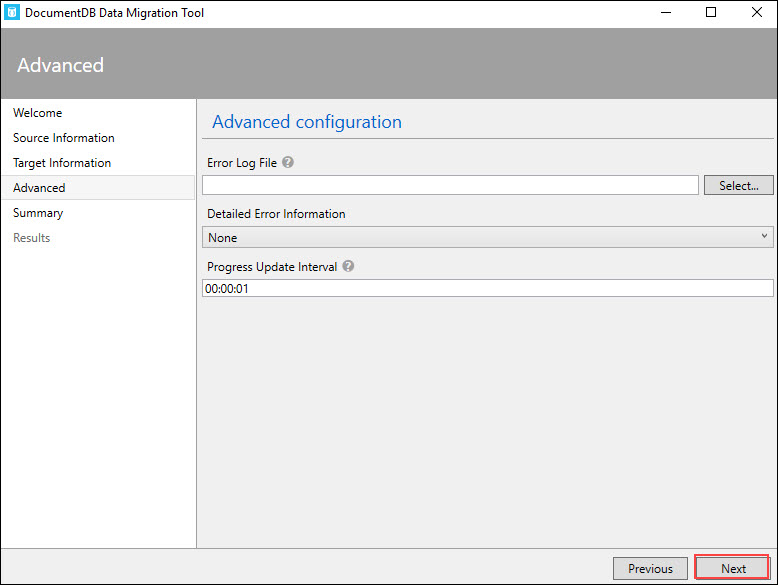 DocumentDB Data Migration Tool
Advanced
Welcome
Source Information
Target Information
Advanced
Summary
Results
Advanced configuration
Error Log File ?
Select...
Detailed Error Information
None
Progress Update Interval ?
00:00:01
Previous Next